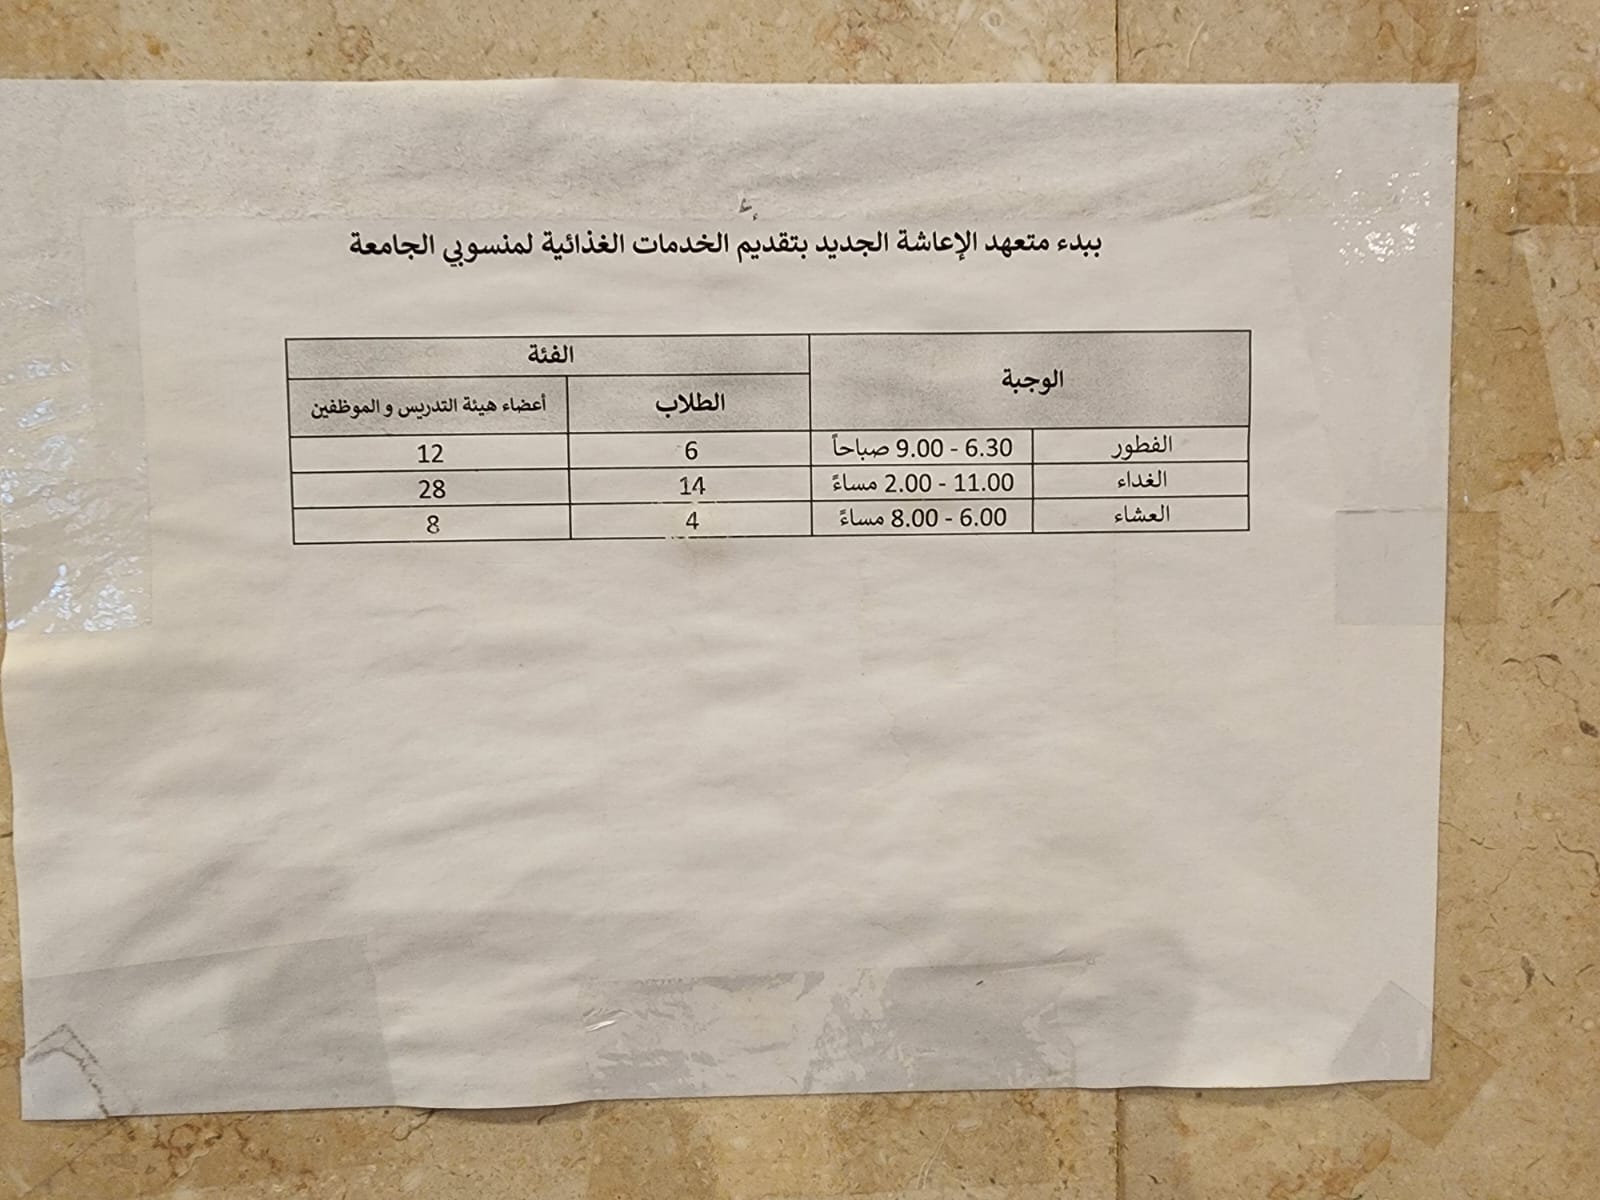 ببدء متعهد الإعاشة الجديد بتقديم الخدمات الغذائية لمنسوبي الجامعة
الوجبة الفئة
الطلاب أعضاء هيئة التدريس و الموظفين
الفطور 6.30 - 9.00 صباحاً 6 12
الغداء 11.00 - 2.00 مساءً 14 28
العشاء 6.00 - 8.00 مساءً 4 8